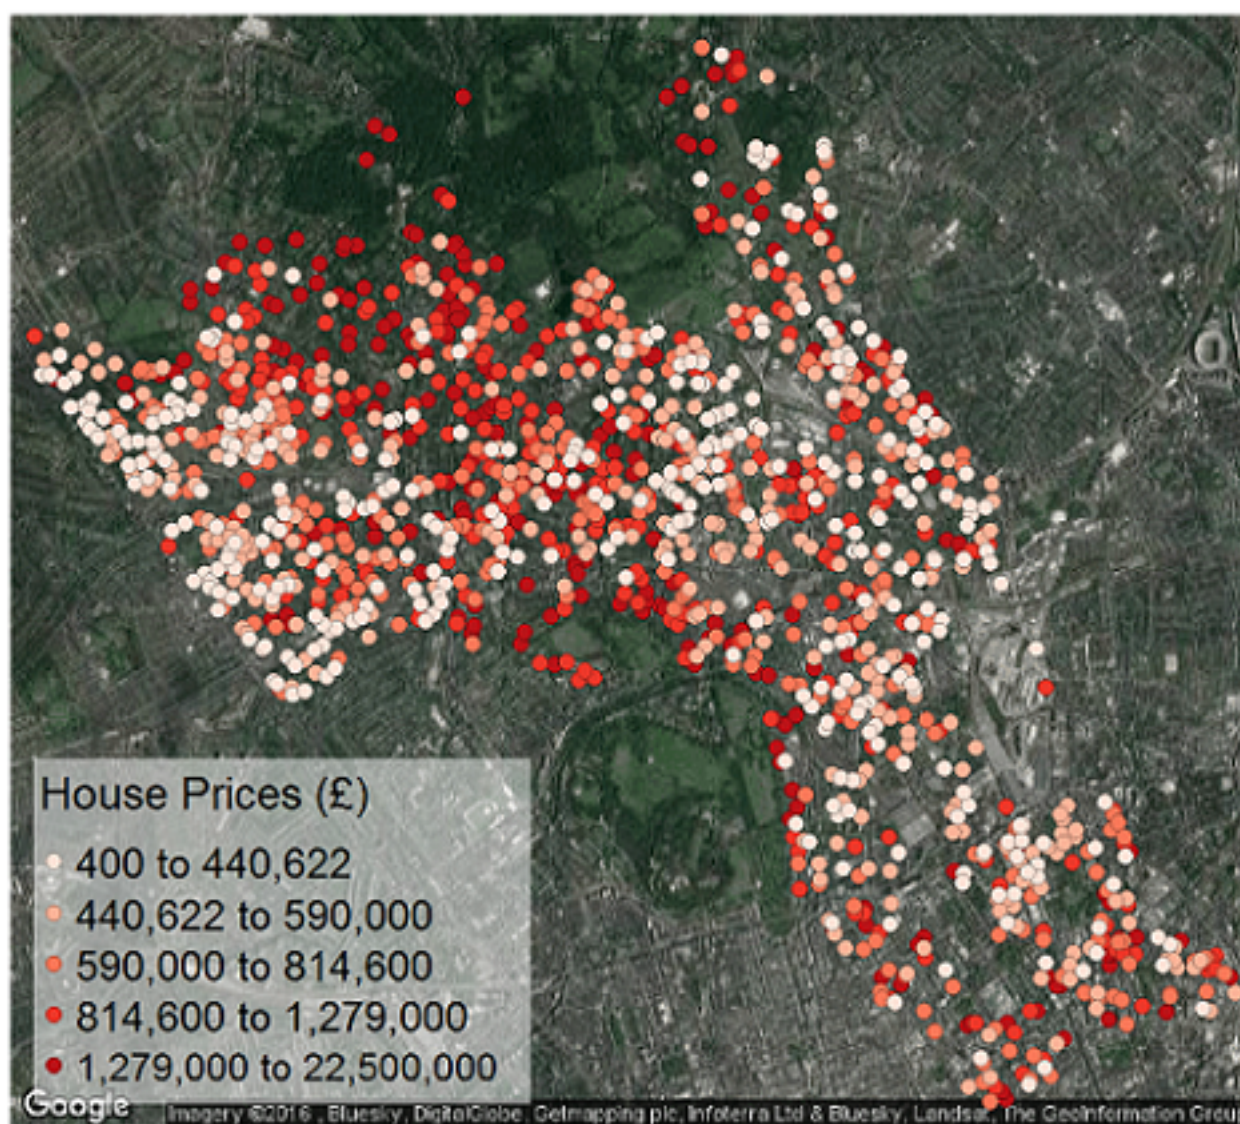 House Prices (£)
400 to 440,622
440,622 to 590,000
590,000 to 814,600
814,600 to 1,279,000
1,279,000 to 22,500,000
Google
Imagery ©2016 , Bluesky, DigitalGlobe, Getmapping plc, Infoterra Ltd & Bluesky, Landsat, The GeoInformation Group